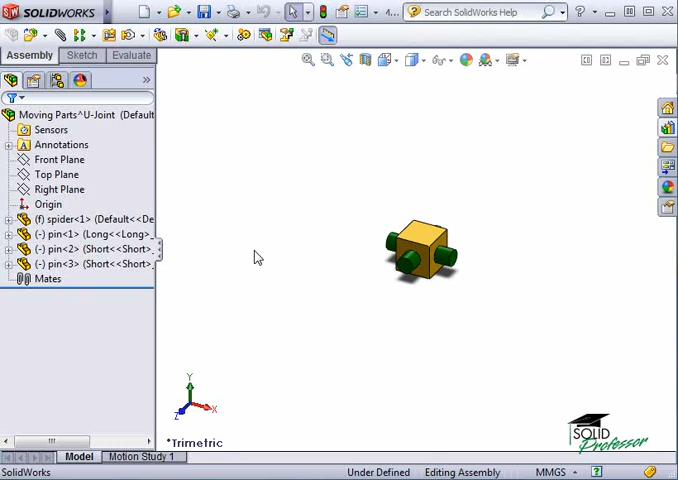 SOLIDWORKS
4...
Search SolidWorks Help
Assembly
Sketch
Evaluate
Moving Parts^U-Joint (Default
Sensors
Annotations
Front Plane
Top Plane
Right Plane
Origin
(f) spider<1> (Default<<De
(-) pin<1> (Long<<Long>_
(-) pin<2> (Short<<Short>_
(-) pin<3> (Short<<Short>_
Mates
Y
X
Z
*Trimetric
SOLID
Professor
Model
Motion Study 1
SolidWorks
Under Defined
Editing Assembly
MMGS